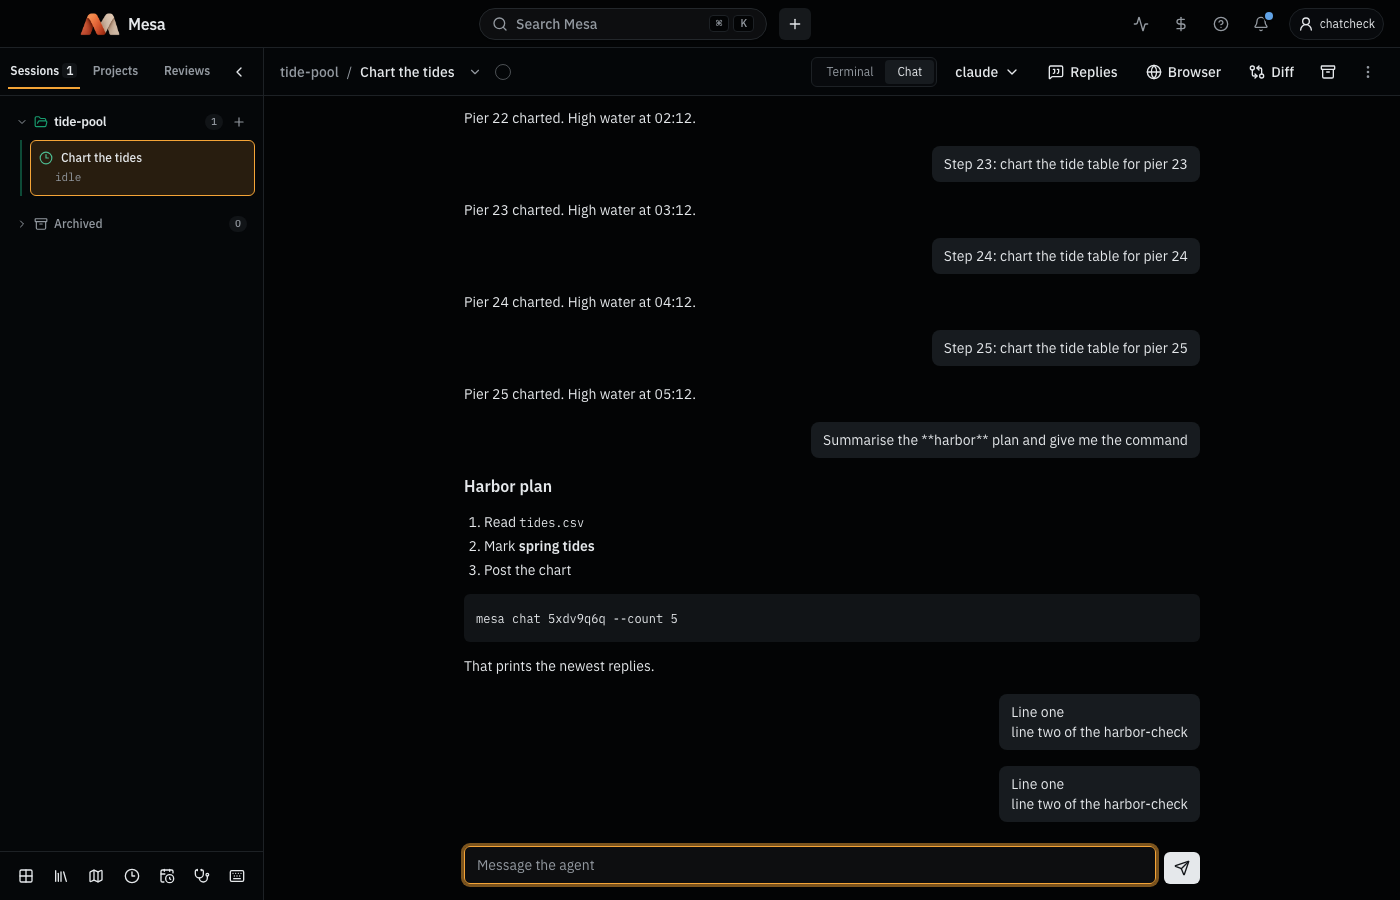 Mesa
Search Mesa
⌘ K
chatcheck
Sessions 1
Projects
Reviews
tide-pool / Chart the tides
Terminal
Chat
claude
Replies
Browser
Diff
tide-pool
1
Chart the tides
idle
Archived
0
Pier 22 charted. High water at 02:12.
Step 23: chart the tide table for pier 23
Pier 23 charted. High water at 03:12.
Step 24: chart the tide table for pier 24
Pier 24 charted. High water at 04:12.
Step 25: chart the tide table for pier 25
Pier 25 charted. High water at 05:12.
Summarise the **harbor** plan and give me the command
Harbor plan
1. Read tides.csv
2. Mark spring tides
3. Post the chart
mesa chat 5xdv9q6q --count 5
That prints the newest replies.
Line one
line two of the harbor-check
Line one
line two of the harbor-check
Message the agent